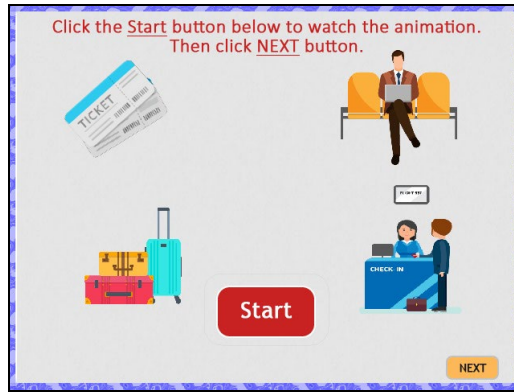 Click the Start button below to watch the animation.
Then click NEXT button.
TICKET
CHECK-IN
Start
NEXT